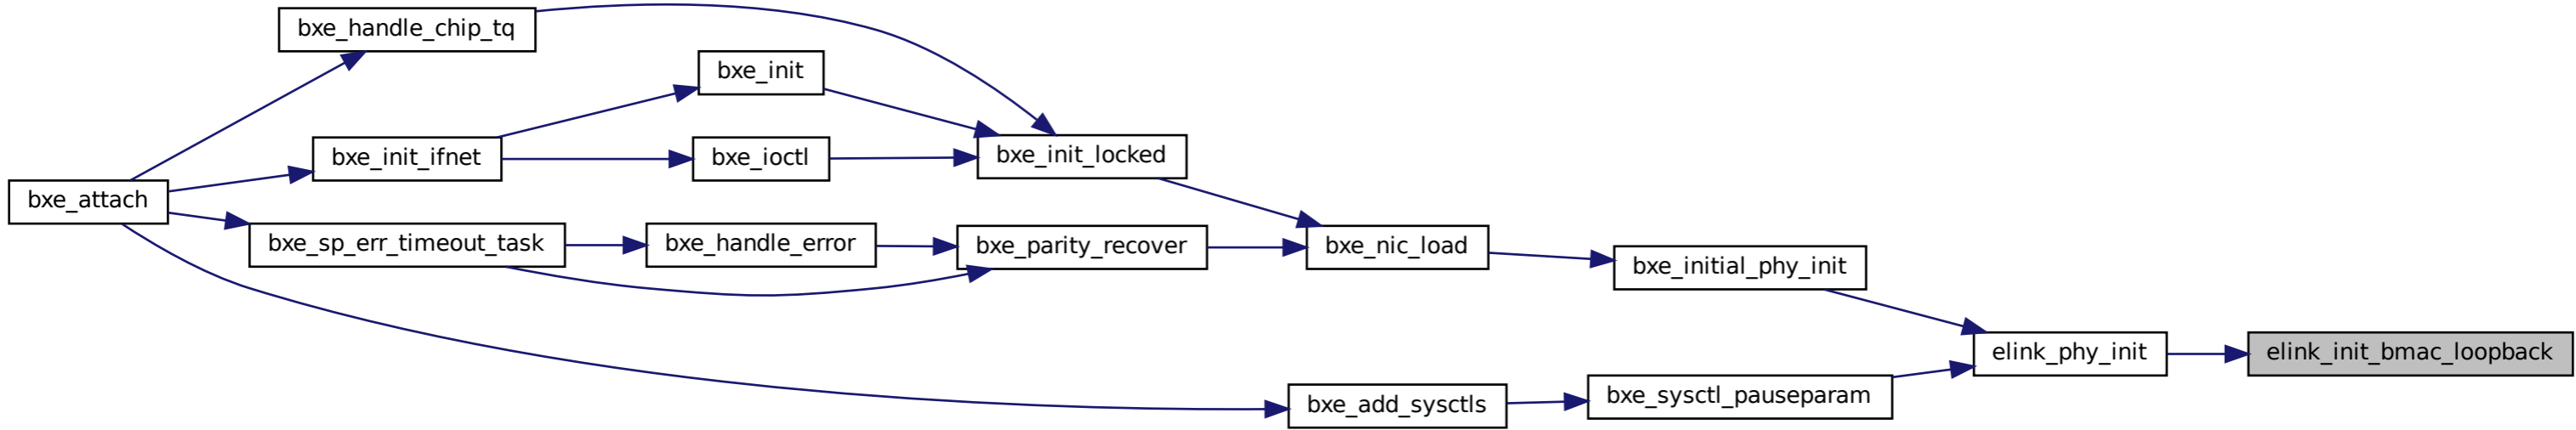 bxe_handle_chip_tq
bxe_init
bxe_init_ifnet
bxe_ioctl
bxe_init_locked
bxe_attach
bxe_sp_err_timeout_task
bxe_handle_error
bxe_parity_recover
bxe_nic_load
bxe_initial_phy_init
elink_phy_init
elink_init_bmac_loopback
bxe_add_sysctls
bxe_sysctl_pauseparam